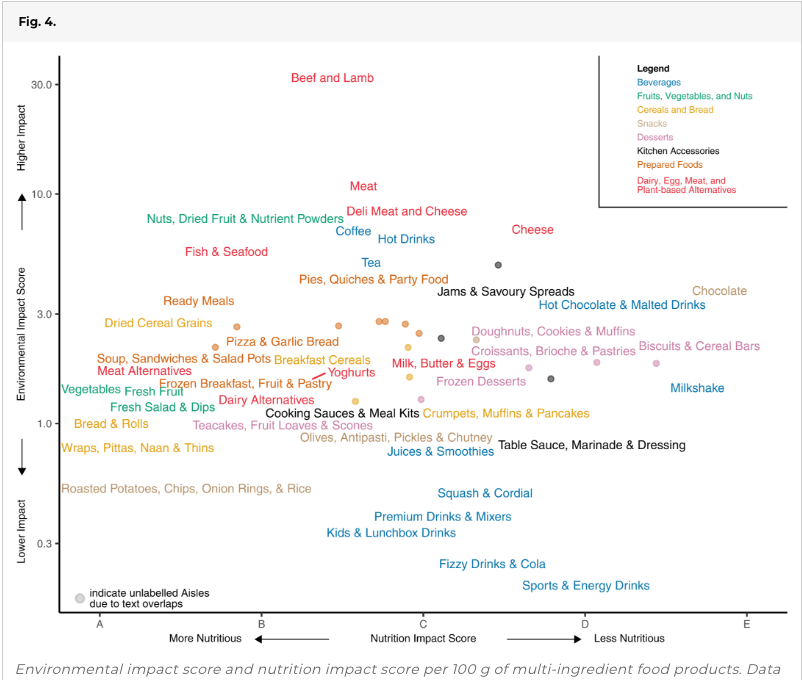 Fig. 4.
Beef and Lamb
30.0
Higher Impact
10.0
Environmental Impact Score
3.0
1.0
Lower Impact
0.3
Legend
Beverages
Fruits, Vegetables, and Nuts
Cereals and Bread
Snacks
Desserts
Kitchen Accessories
Prepared Foods
Dairy, Egg, Meat, and
Plant-based Alternatives
Meat
Deli Meat and Cheese
Nuts, Dried Fruit & Nutrient Powders
Coffee
Cheese
Hot Drinks
Fish & Seafood
Tea
Pies, Quiches & Party Food
Jams & Savoury Spreads
Chocolate
Ready Meals
Hot Chocolate & Malted Drinks
Dried Cereal Grains
Doughnuts, Cookies & Muffins
Pizza & Garlic Bread
Croissants, Brioche & Pastries
Biscuits & Cereal Bars
Soup, Sandwiches & Salad Pots
Breakfast Cereals
Milk, Butter & Eggs
Meat Alternatives
Yoghurts
Frozen Breakfast, Fruit & Pastry
Frozen Desserts
Vegetables
Fresh Fruit
Milkshake
Dairy Alternatives
Fresh Salad & Dips
Cooking Sauces & Meal Kits
Crumpets, Muffins & Pancakes
Bread & Rolls
Teacakes, Fruit Loaves & Scones
Olives, Antipasti, Pickles & Chutney
Table Sauce, Marinade & Dressing
Wraps, Pittas, Naan & Thins
Juices & Smoothies
Roasted Potatoes, Chips, Onion Rings, & Rice
Squash & Cordial
Premium Drinks & Mixers
Kids & Lunchbox Drinks
Fizzy Drinks & Cola
Sports & Energy Drinks
indicate unlabelled Aisles
due to text overlaps
A
B
C
D
E
More Nutritious
Nutrition Impact Score
Less Nutritious
Environmental impact score and nutrition impact score per 100 g of multi-ingredient food products. Data